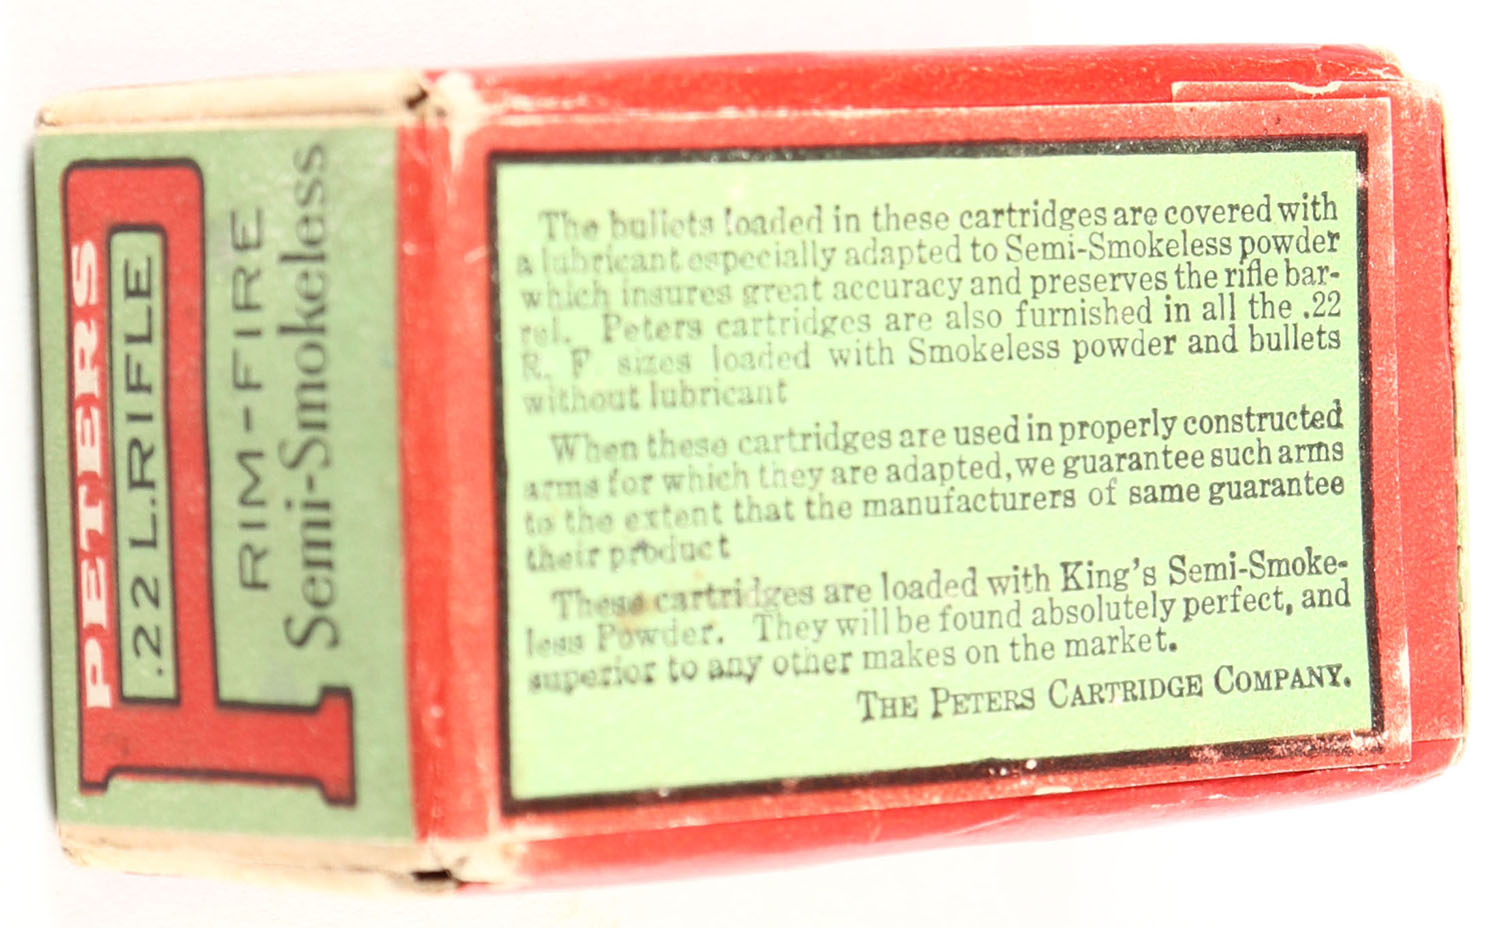 PETERS
.22 L.RIFLE
RIM-FIRE
Semi-Smokeless
The bullets loaded in these cartridges are covered with
a lubricant especially adapted to Semi-Smokeless powder
which insures great accuracy and preserves the rifle bar-
rel. Peters cartridges are also furnished in all the .22
R. F. sizes loaded with Smokeless powder and bullets
without lubricant
When these cartridges are used in properly constructed
arms for which they are adapted, we guarantee such arms
to the extent that the manufacturers of same guarantee
their product
These cartridges are loaded with King's Semi-Smoke-
less Powder. They will be found absolutely perfect, and
superior to any other makes on the market.
THE PETERS CARTRIDGE COMPANY.